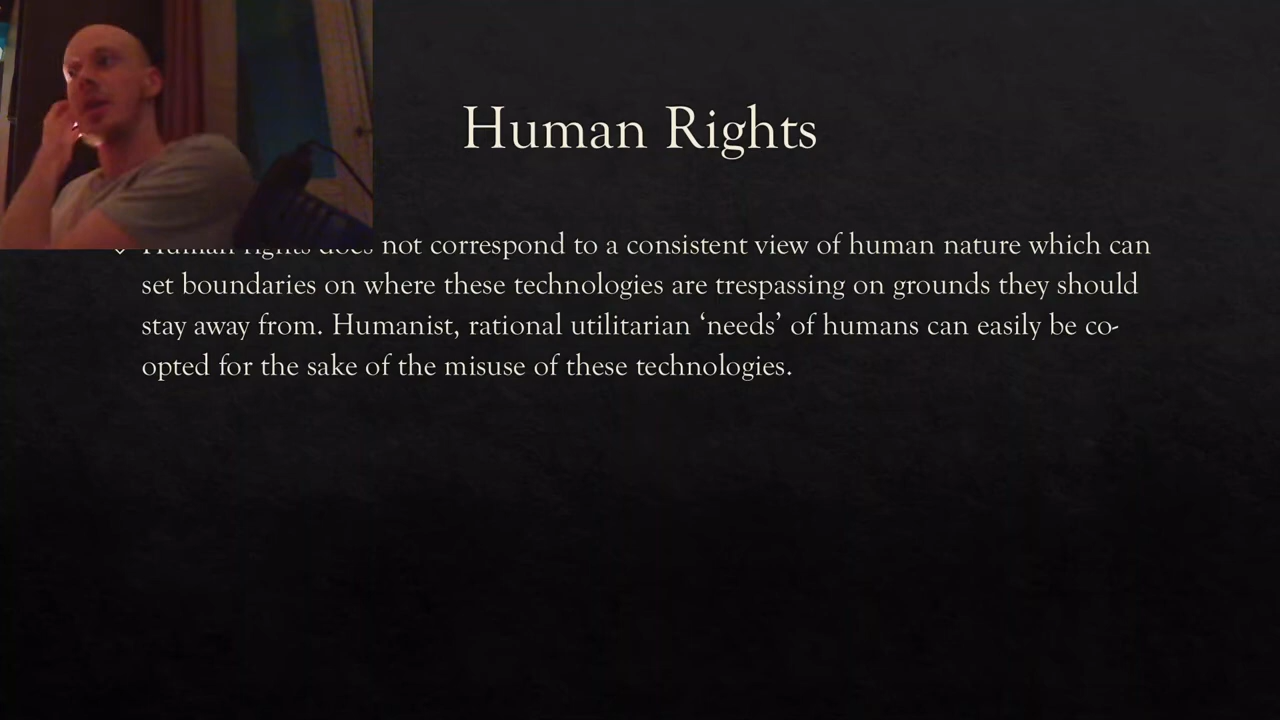 Human Rights
Human rights does not correspond to a consistent view of human nature which can
set boundaries on where these technologies are trespassing on grounds they should
stay away from. Humanist, rational utilitarian ‘needs’ of humans can easily be co-
opted for the sake of the misuse of these technologies.